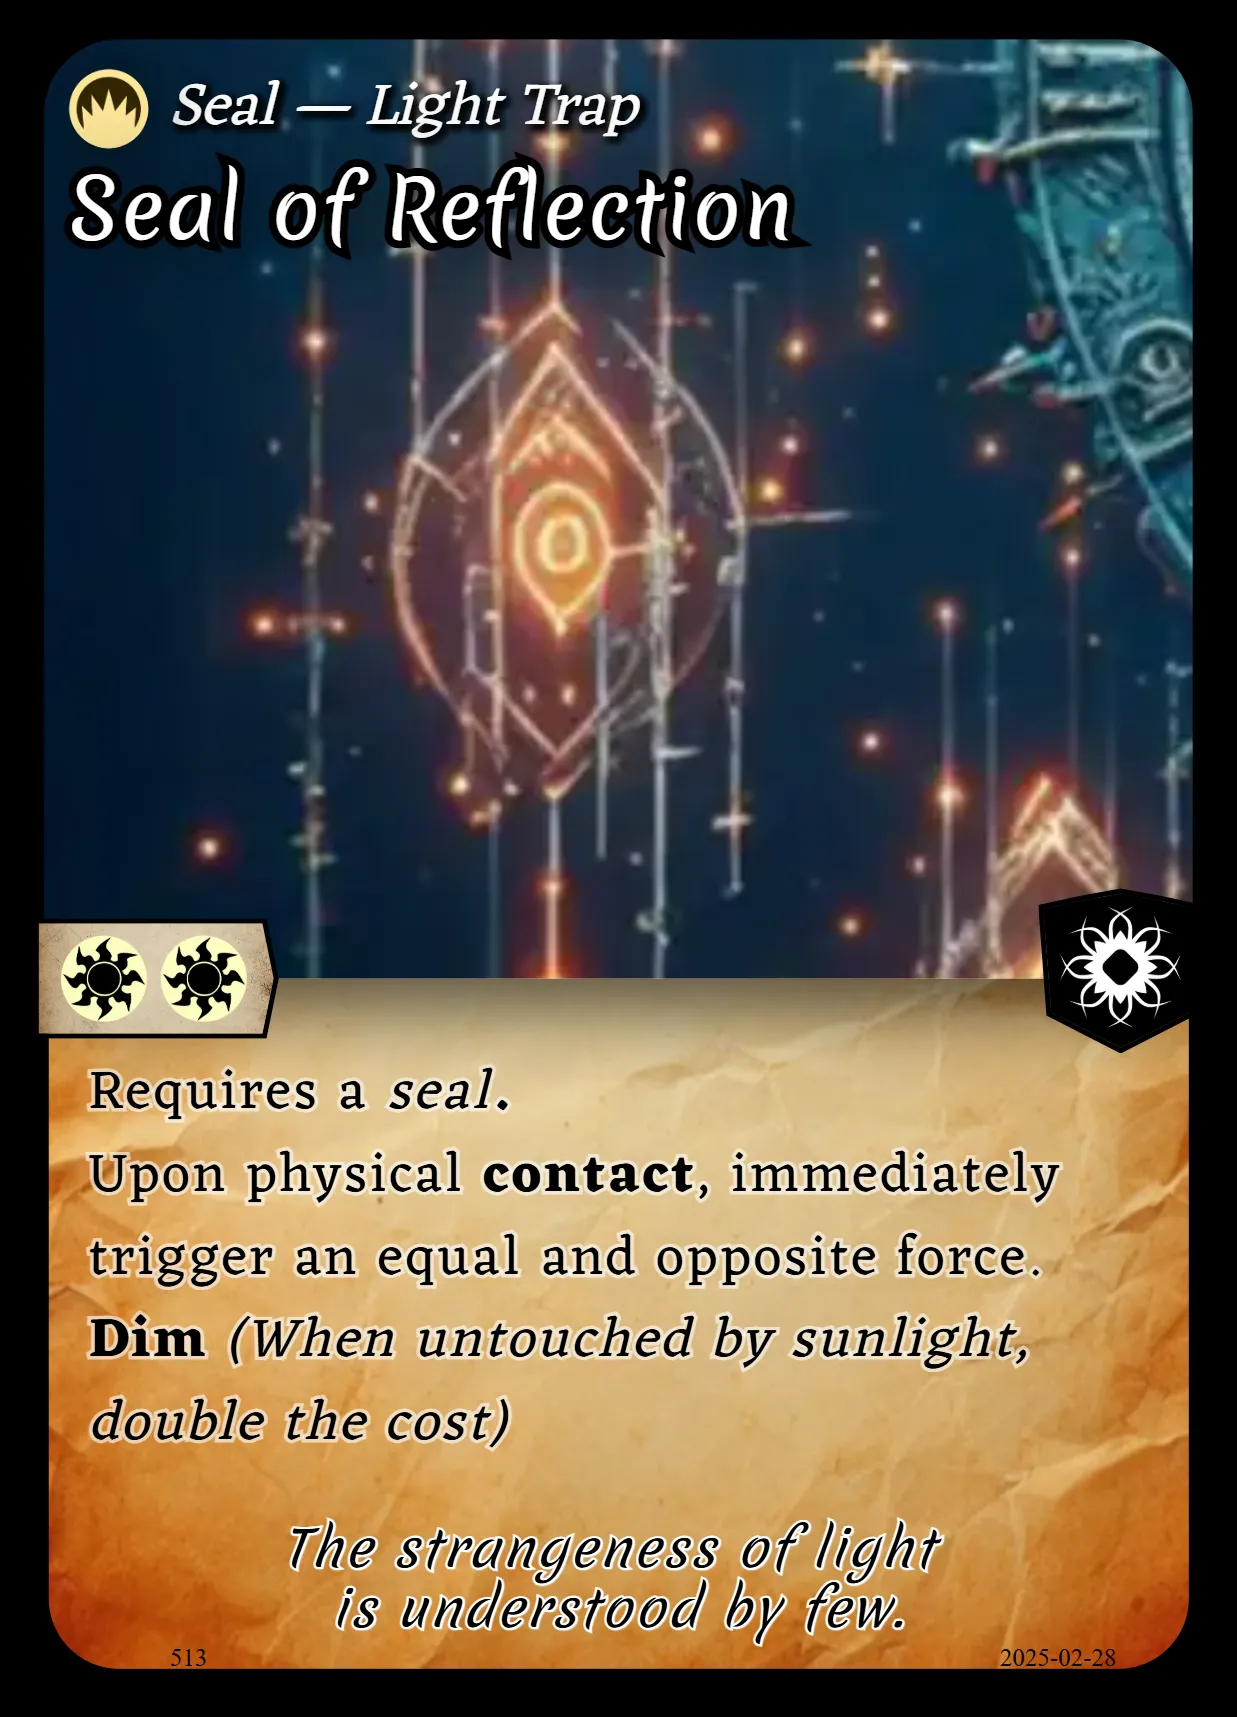 Seal — Light Trap
Seal of Reflection
Requires a seal.
Upon physical contact, immediately
trigger an equal and opposite force.
Dim (When untouched by sunlight,
double the cost)
The strangeness of light
is understood by few.
513
2025-02-28